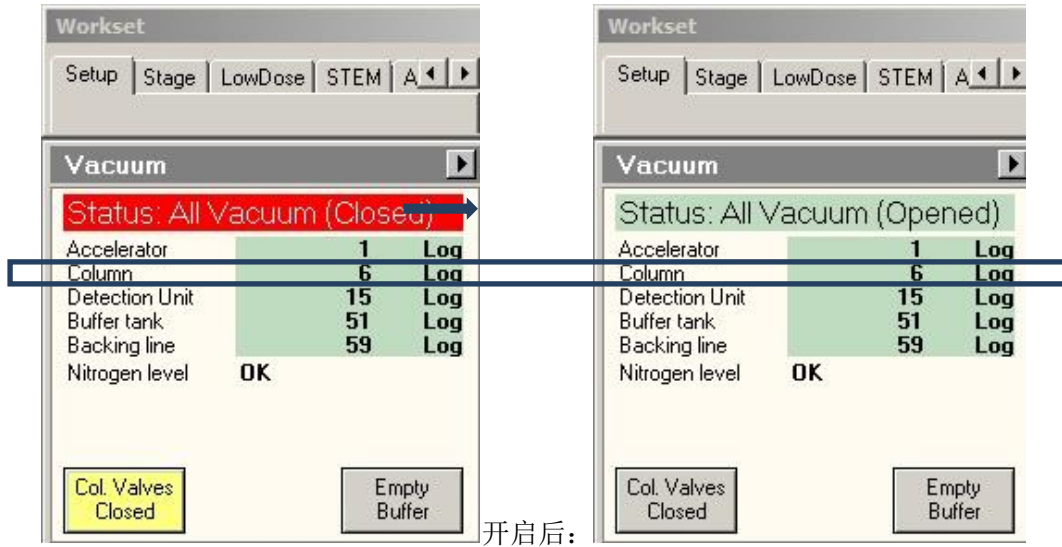 Workset
Setup Stage LowDose STEM A
Vacuum
Status: All Vacuum (Closed)
Accelerator 1 Log
Column 6 Log
Detection Unit 15 Log
Buffer tank 51 Log
Backing line 59 Log
Nitrogen level OK
Col. Valves
Closed
Empty
Buffer
开启后：
Workset
Setup Stage LowDose STEM A
Vacuum
Status: All Vacuum (Opened)
Accelerator 1 Log
Column 6 Log
Detection Unit 15 Log
Buffer tank 51 Log
Backing line 59 Log
Nitrogen level OK
Col. Valves
Closed
Empty
Buffer